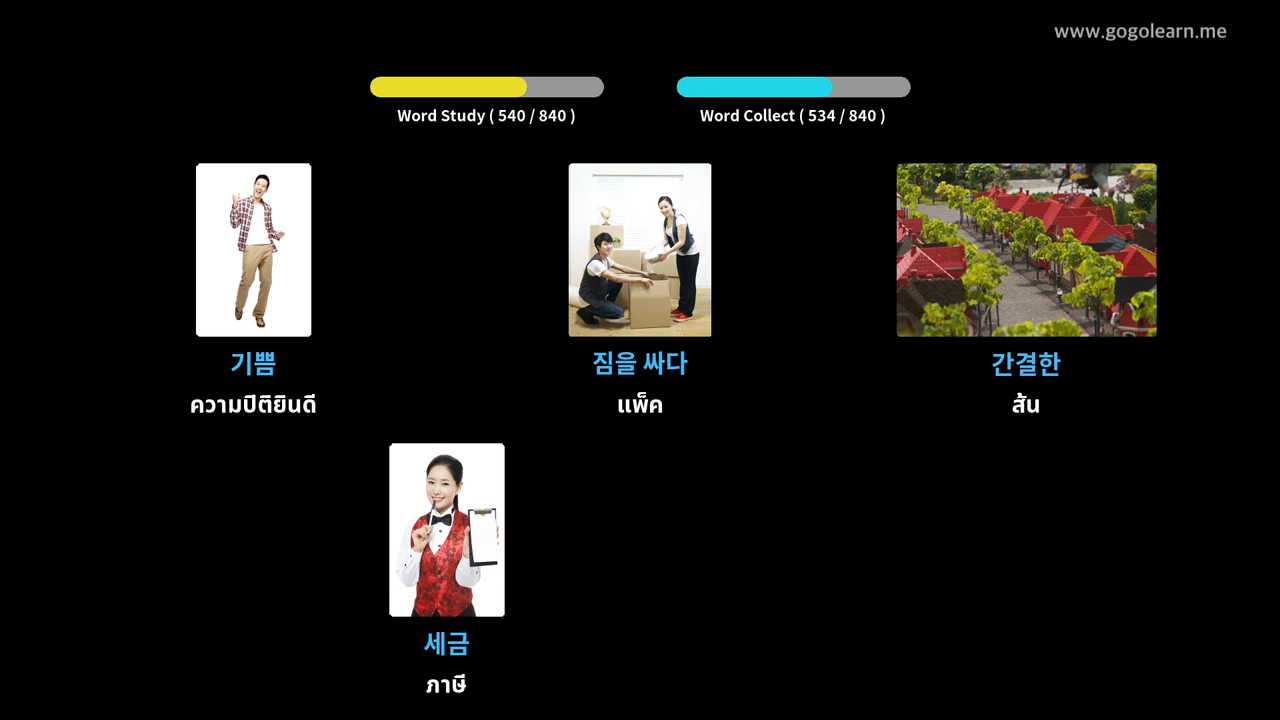 www.gogolearn.me
Word Study ( 540 / 840 )
Word Collect ( 534 / 840 )
기쁨
ความปิติยินดี
짐을 싸다
แพ็ค
간결한
ส้น
세금
ภาษี